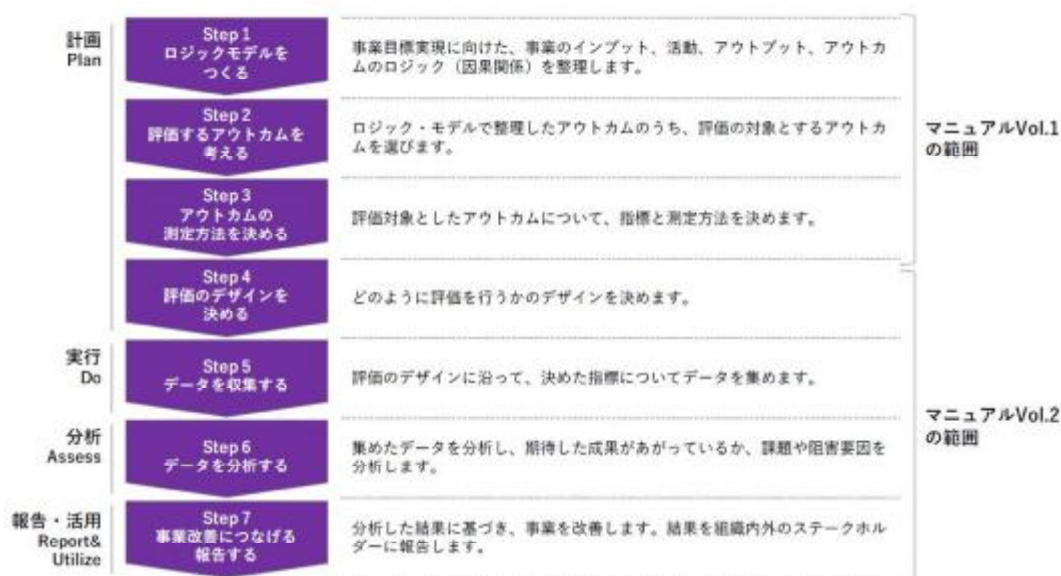 計画
Plan
Step 1
ロジックモデルを
つくる
事業目標実現に向けた、事業のインプット、活動、アウトプット、アウトカ
ムのロジック（因果関係）を整理します。
Step 2
評価するアウトカムを
考える
ロジック・モデルで整理したアウトカムのうち、評価の対象とするアウトカ
ムを選びます。
マニュアルVol.1
の範囲
Step 3
アウトカムの
測定方法を決める
評価対象としたアウトカムについて、指標と測定方法を決めます。
Step 4
評価のデザインを
決める
どのように評価を行うかのデザインを決めます。
実行
Do
Step 5
データを収集する
評価のデザインに沿って、決めた指標についてデータを集めます。
マニュアルVol.2
の範囲
分析
Assess
Step 6
データを分析する
集めたデータを分析し、期待した成果があがっているか、課題や阻害要因を
分析します。
報告・活用
Report&
Utilize
Step 7
事業改善につなげる
報告する
分析した結果に基づき、事業を改善します。結果を組織内外のステークホル
ダーに報告します。